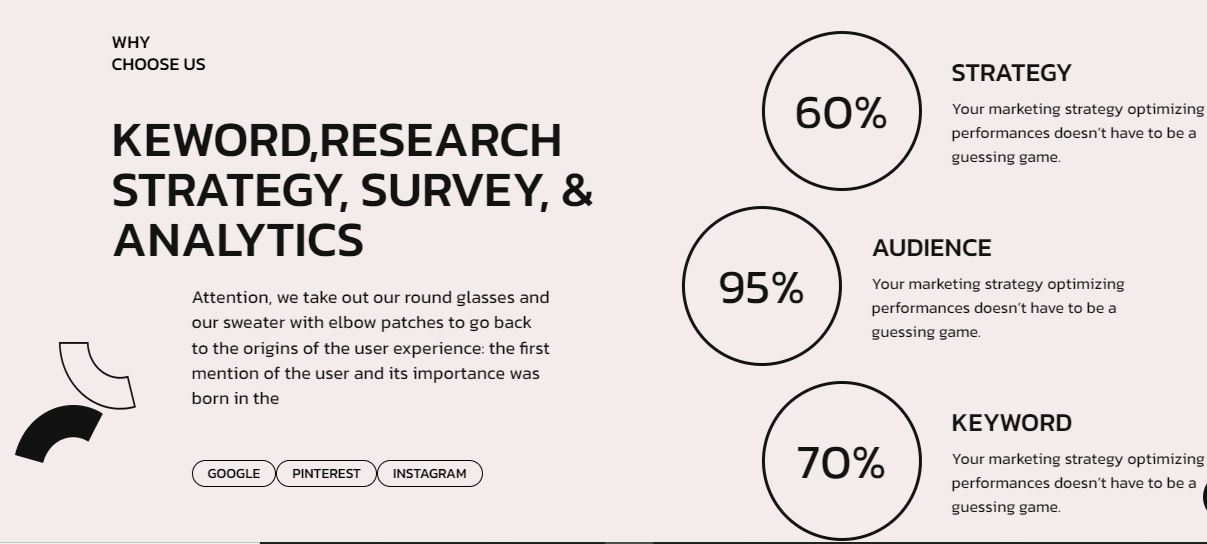 WHY
CHOOSE US
KEWORD,RESEARCH
STRATEGY, SURVEY, &
ANALYTICS
Attention, we take out our round glasses and
our sweater with elbow patches to go back
to the origins of the user experience: the first
mention of the user and its importance was
born in the
GOOGLE
PINTEREST
INSTAGRAM
60%
STRATEGY
Your marketing strategy optimizing
performances doesn’t have to be a
guessing game.
95%
AUDIENCE
Your marketing strategy optimizing
performances doesn’t have to be a
guessing game.
70%
KEYWORD
Your marketing strategy optimizing
performances doesn’t have to be a
guessing game.